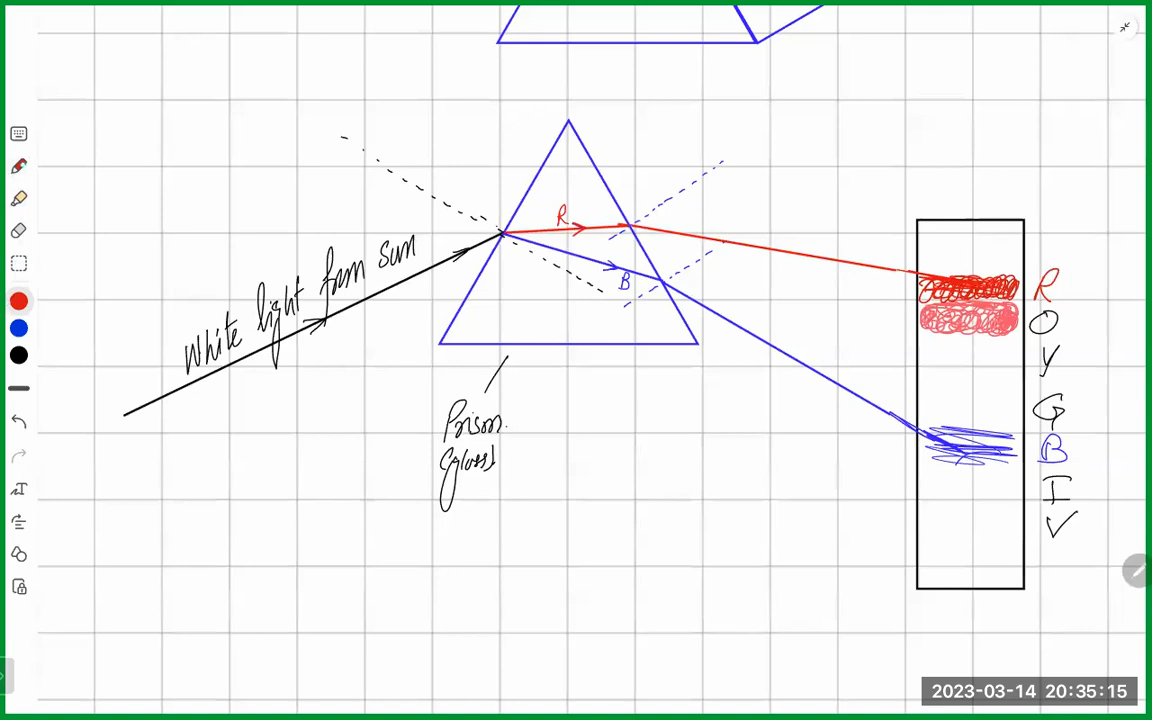 White light from sun
R
B
Prism
(glass)
R
O
Y
G
B
I
V
2023-03-14 20:35:15